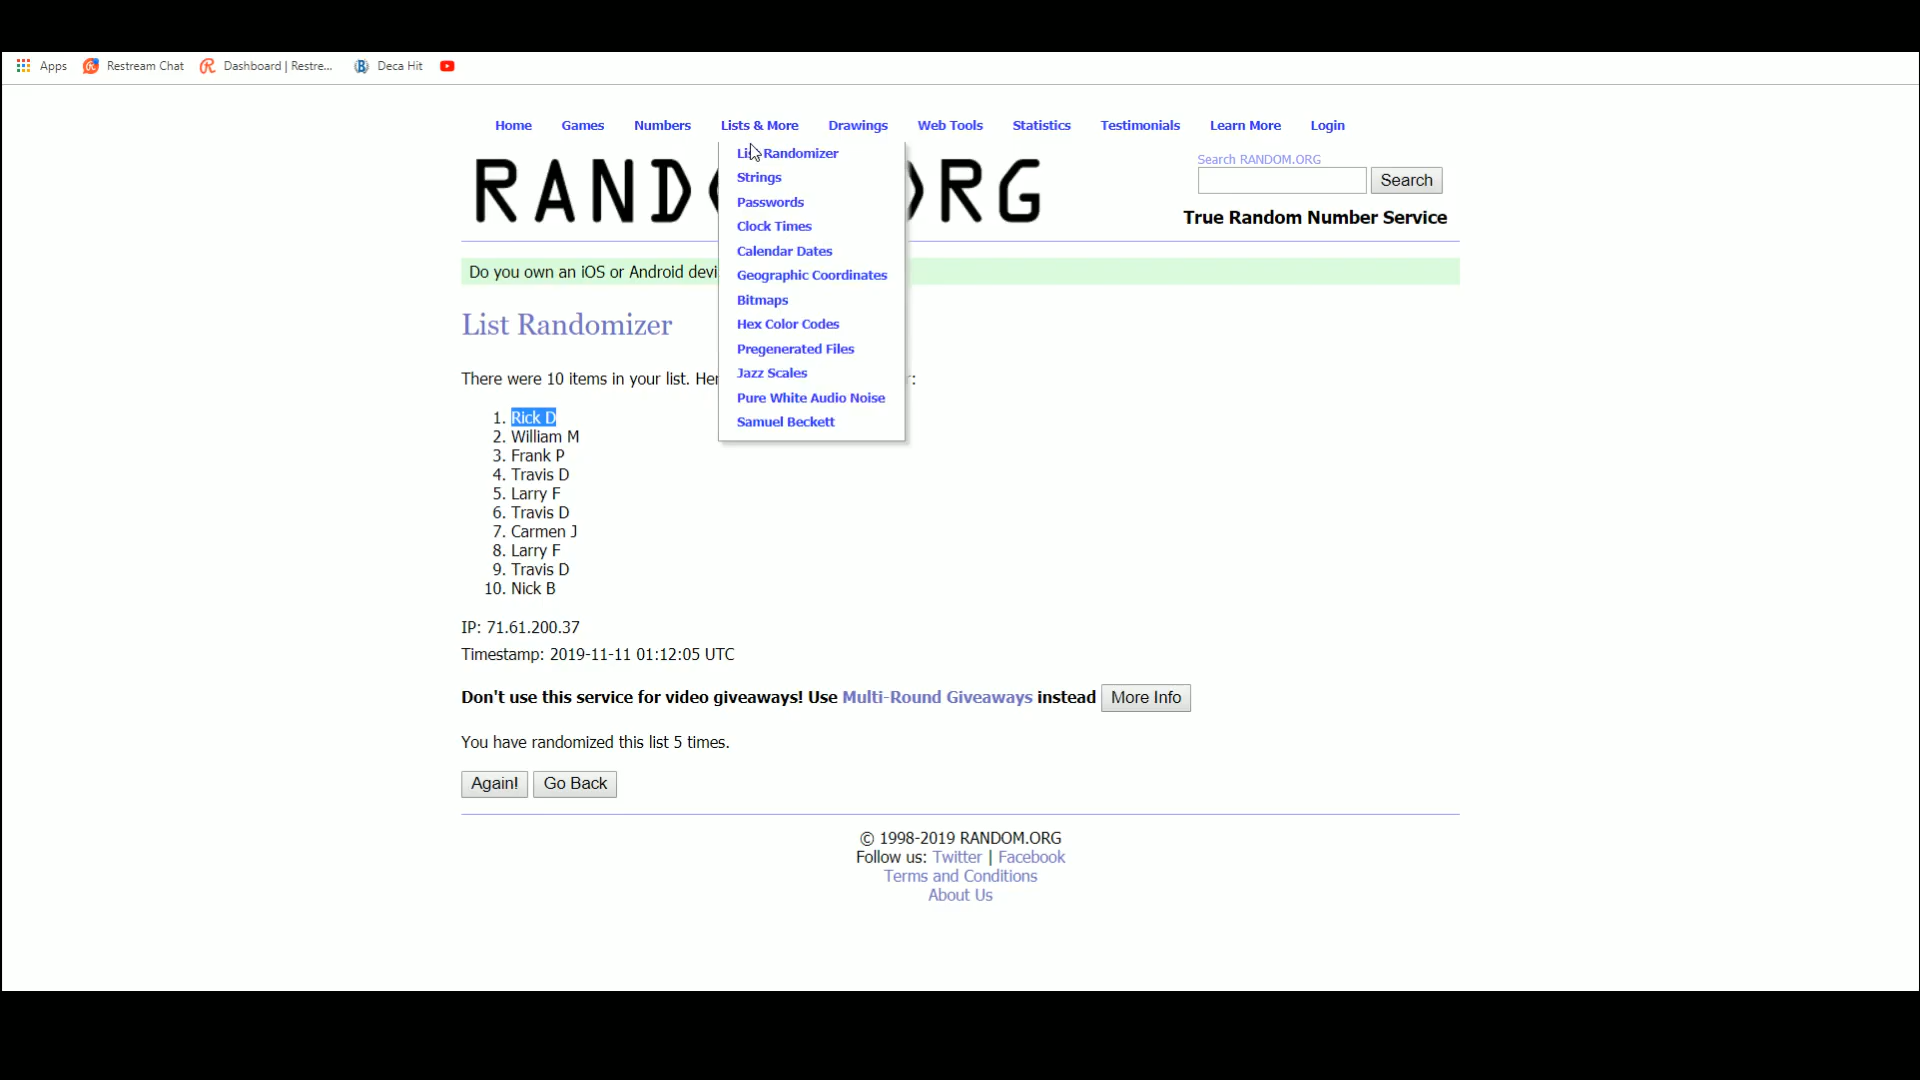 Apps Restream Chat Dashboard | Restre... Deca Hit
Home Games Numbers Lists & More Drawings Web Tools Statistics Testimonials Learn More Login
Search RANDOM.ORG
Search
True Random Number Service
Randomizer
Strings
Passwords
Clock Times
Calendar Dates
Geographic Coordinates
Bitmaps
Hex Color Codes
Pregenerated Files
Jazz Scales
Pure White Audio Noise
Samuel Beckett
Do you own an iOS or Android
List Randomizer
There were 10 items in your list.
1. Rick D
2. William M
3. Frank P
4. Travis D
5. Larry F
6. Travis D
7. Carmen J
8. Larry F
9. Travis D
10. Nick B
IP: 71.61.200.37
Timestamp: 2019-11-11 01:12:05 UTC
Don't use this service for video giveaways! Use Multi-Round Giveaways instead More Info
You have randomized this list 5 times.
Again! Go Back
© 1998-2019 RANDOM.ORG
Follow us: Twitter | Facebook
Terms and Conditions
About Us